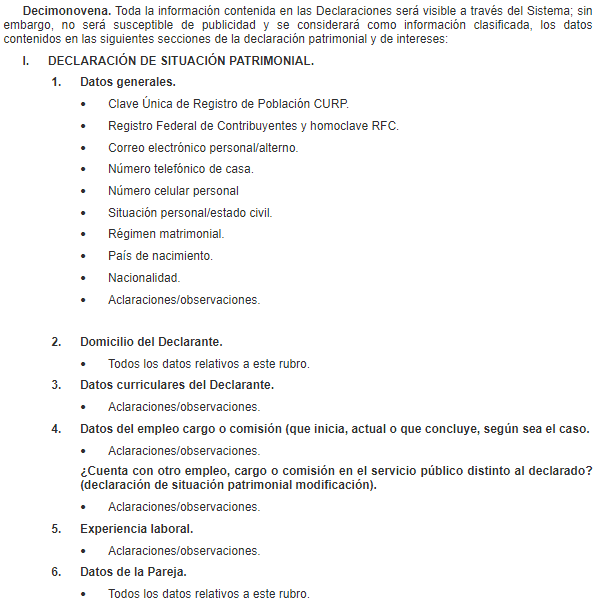 Decimonovena. Toda la información contenida en las Declaraciones será visible a través del Sistema; sin
embargo, no será susceptible de publicidad y se considerará como información clasificada, los datos
contenidos en las siguientes secciones de la declaración patrimonial y de intereses:
I. DECLARACIÓN DE SITUACIÓN PATRIMONIAL.
1. Datos generales.
• Clave Única de Registro de Población CURP.
• Registro Federal de Contribuyentes y homoclave RFC.
• Correo electrónico personal/alterno.
• Número telefónico de casa.
• Número celular personal
• Situación personal/estado civil.
• Régimen matrimonial.
• País de nacimiento.
• Nacionalidad.
• Aclaraciones/observaciones.
2. Domicilio del Declarante.
• Todos los datos relativos a este rubro.
3. Datos curriculares del Declarante.
• Aclaraciones/observaciones.
4. Datos del empleo cargo o comisión (que inicia, actual o que concluye, según sea el caso.
• Aclaraciones/observaciones.
¿Cuenta con otro empleo, cargo o comisión en el servicio público distinto al declarado?
(declaración de situación patrimonial modificación).
• Aclaraciones/observaciones.
5. Experiencia laboral.
• Aclaraciones/observaciones.
6. Datos de la Pareja.
• Todos los datos relativos a este rubro.